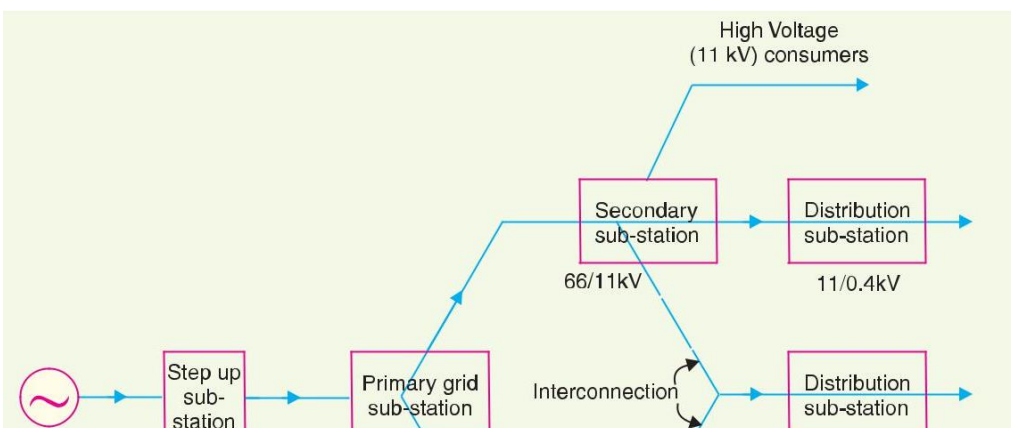 High Voltage
(11 kV) consumers
Secondary
sub-station
66/11kV
Distribution
sub-station
11/0.4kV
Step up
sub-
station
Primary grid
sub-station
Interconnection
Distribution
sub-station